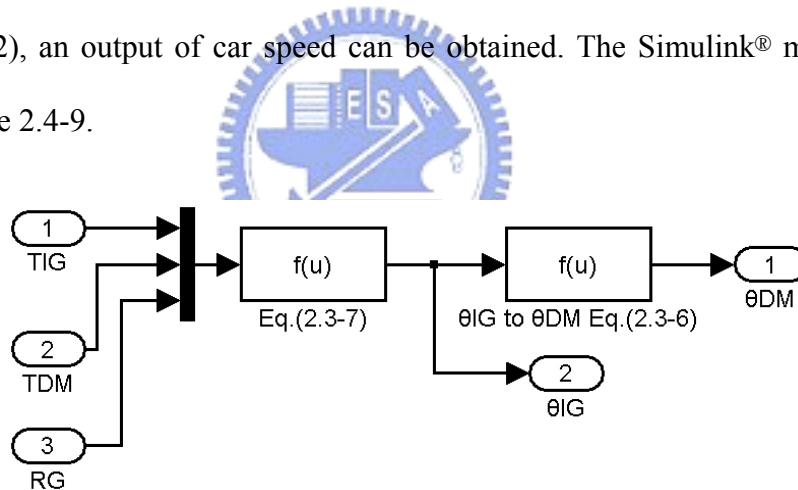 2), an output of car speed can be obtained. The Simulink® m
e 2.4-9.
ESA
1
TIG
2
TDM
3
RG
f(u)
Eq.(2.3-7)
f(u)
θIG to θDM Eq.(2.3-6)
1
θDM
2
θIG